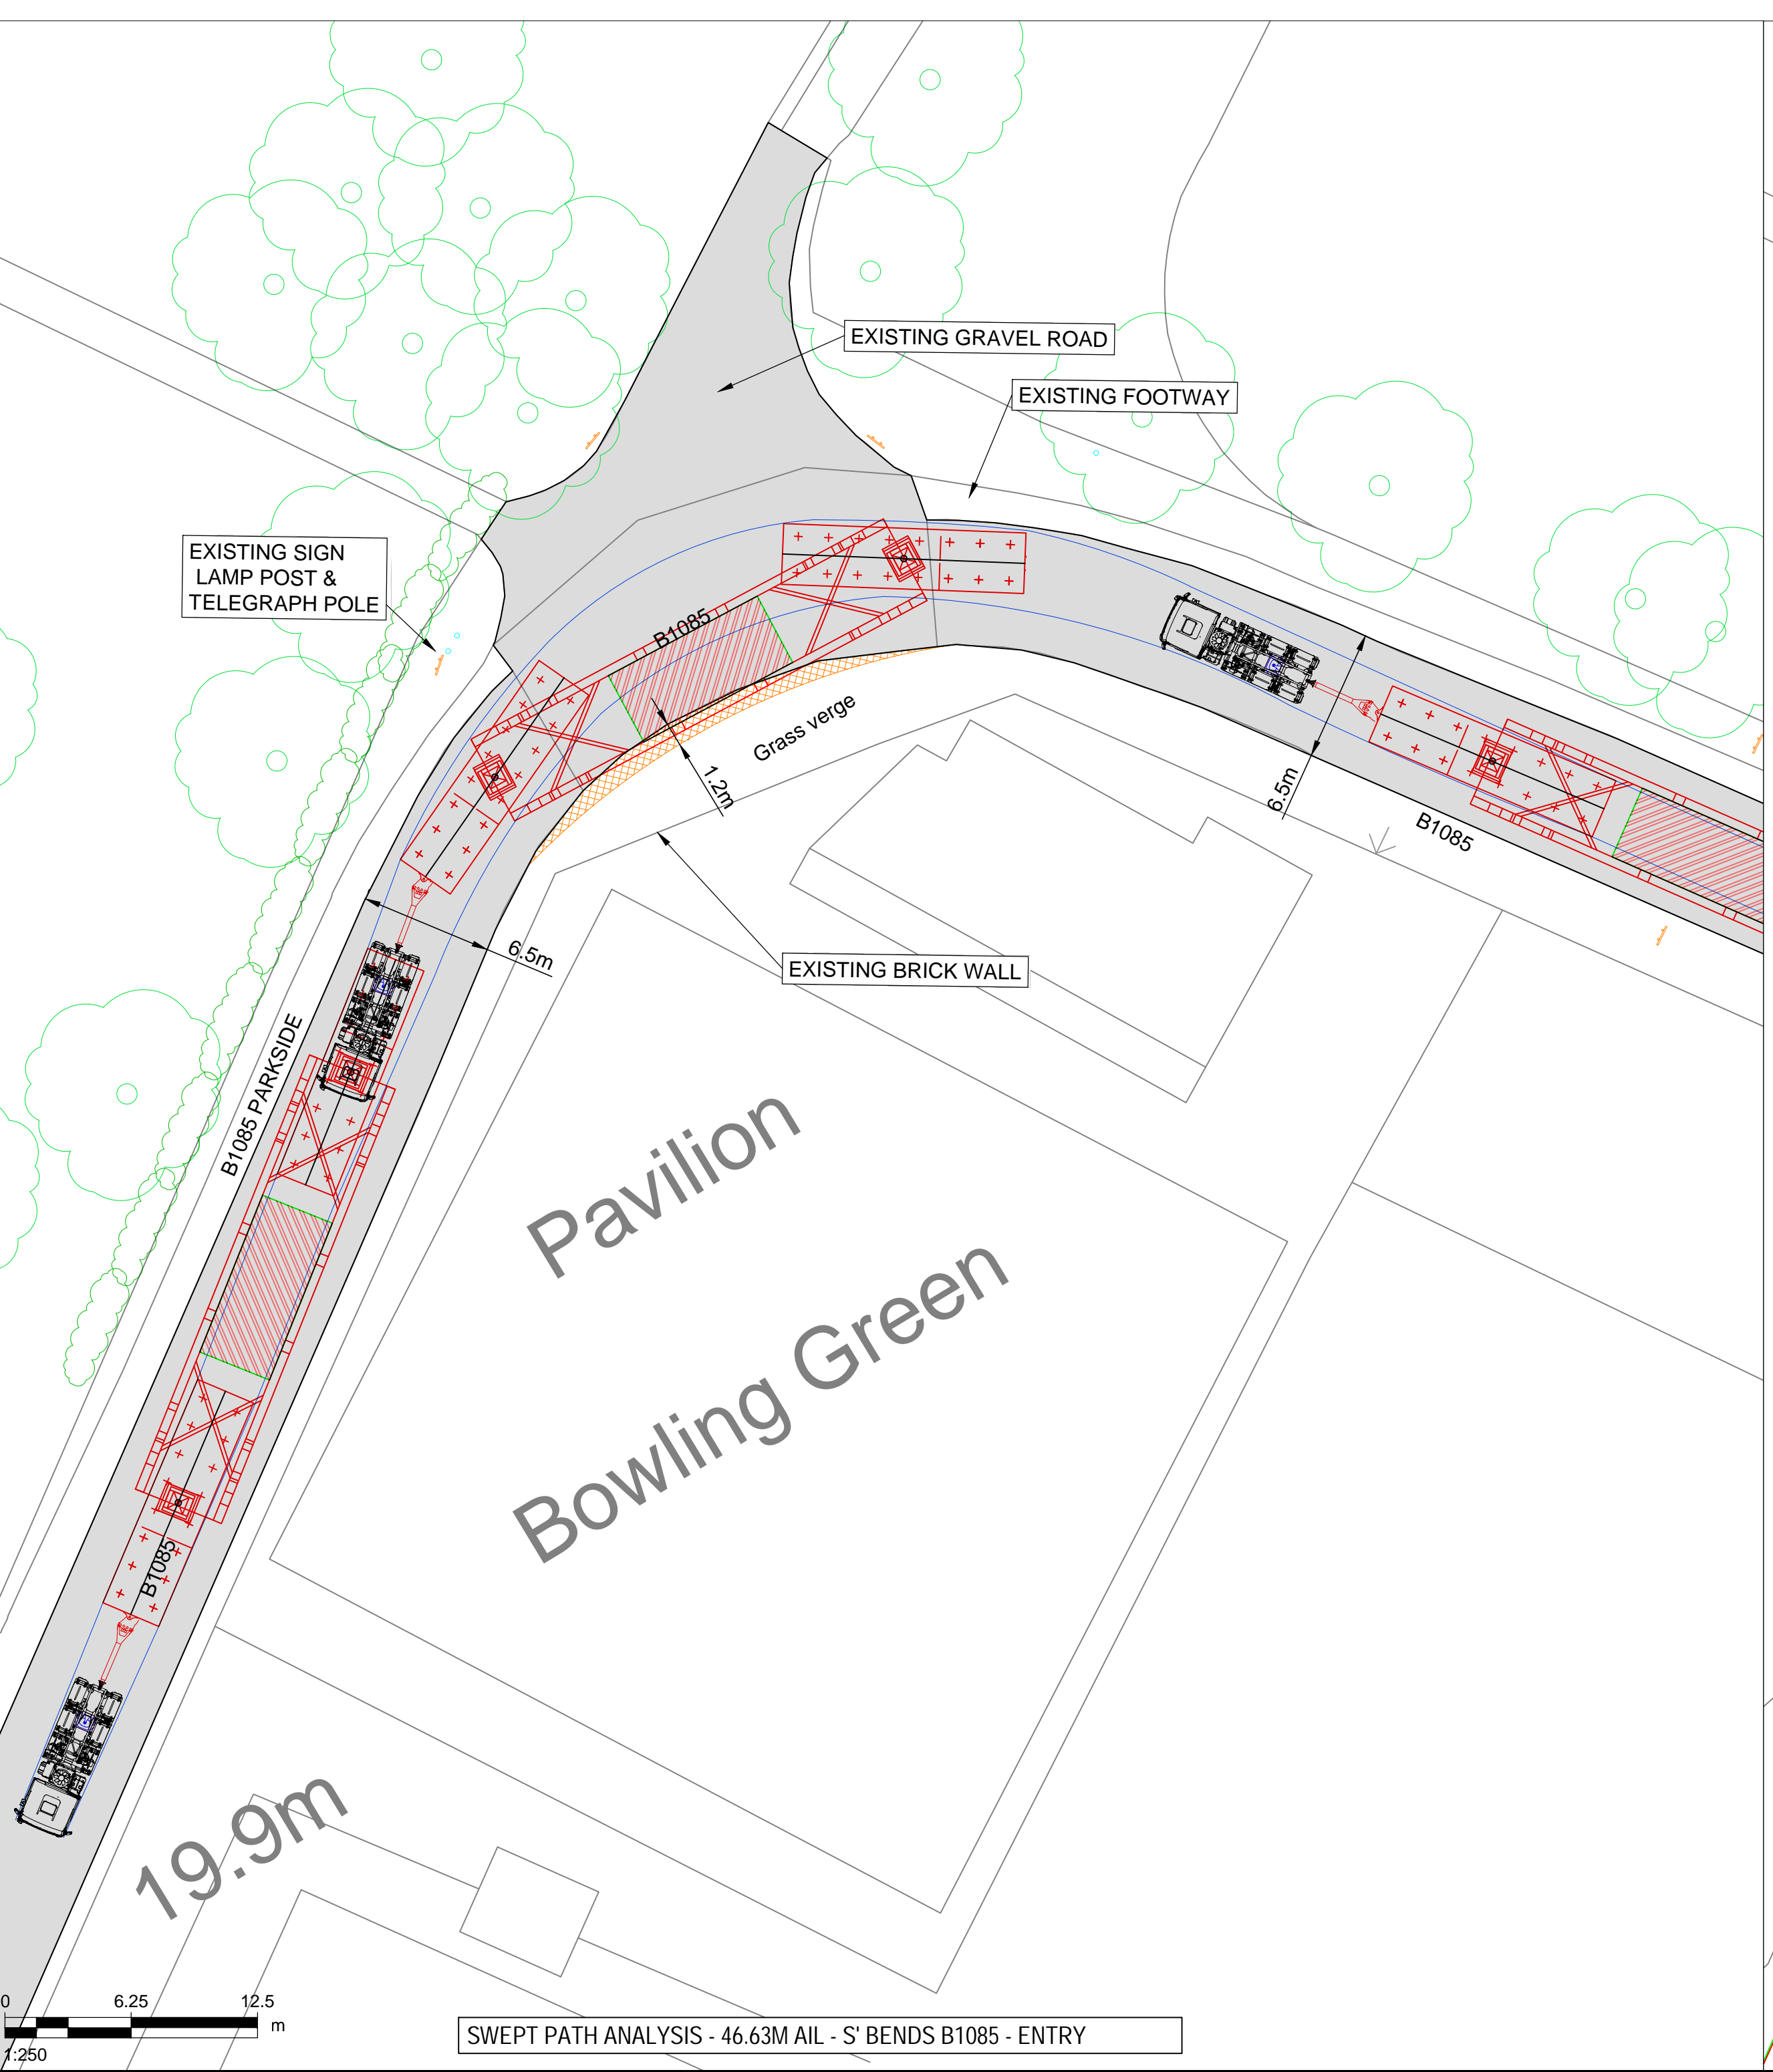 EXISTING GRAVEL ROAD
EXISTING FOOTWAY
EXISTING SIGN
LAMP POST &
TELEGRAPH POLE
B1085
Grass verge
1.2m
6.5m
B1085
6.5m
EXISTING BRICK WALL
B1085 PARKSIDE
Pavilion
Bowling Green
B1085
19.9m
0 6.25 12.5
m
1:250
SWEPT PATH ANALYSIS - 46.63M AIL - S' BENDS B1085 - ENTRY